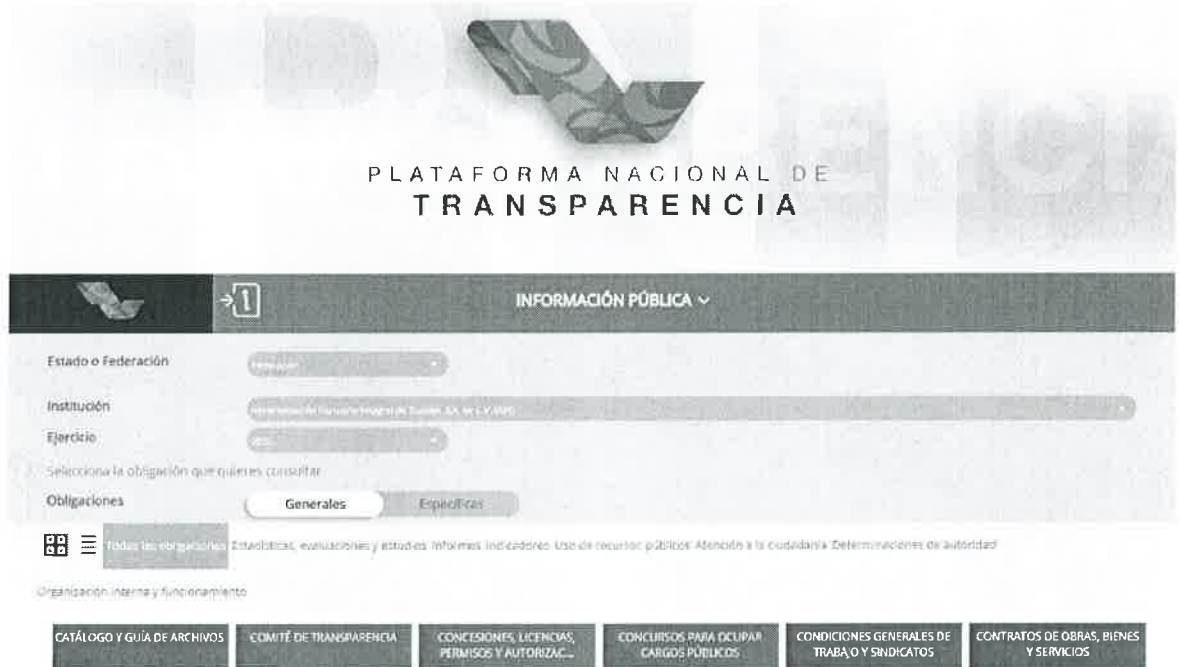 PLATAFORMA NACIONAL DE
TRANSPARENCIA
INFORMACIÓN PÚBLICA
Estado o Federación
Institución
Ejercicio
Selecciona la obligación que quieres consultar
Obligaciones
Generales
Específicas
Todas las obligaciones Estadísticas, evaluaciones y estudios Informes Indicadores Uso de recursos públicos Atención a la ciudadanía Determinaciones de autoridad
Organización interna y funcionamiento
CATÁLOGO Y GUÍA DE ARCHIVOS
COMITÉ DE TRANSPARENCIA
CONCESIONES, LICENCIAS,
PERMISOS Y AUTORIZAC...
CONCURSOS PARA OCUPAR
CARGOS PÚBLICOS
CONDICIONES GENERALES DE
TRABAJO Y SINDICATOS
CONTRATOS DE OBRAS, BIENES
Y SERVICIOS